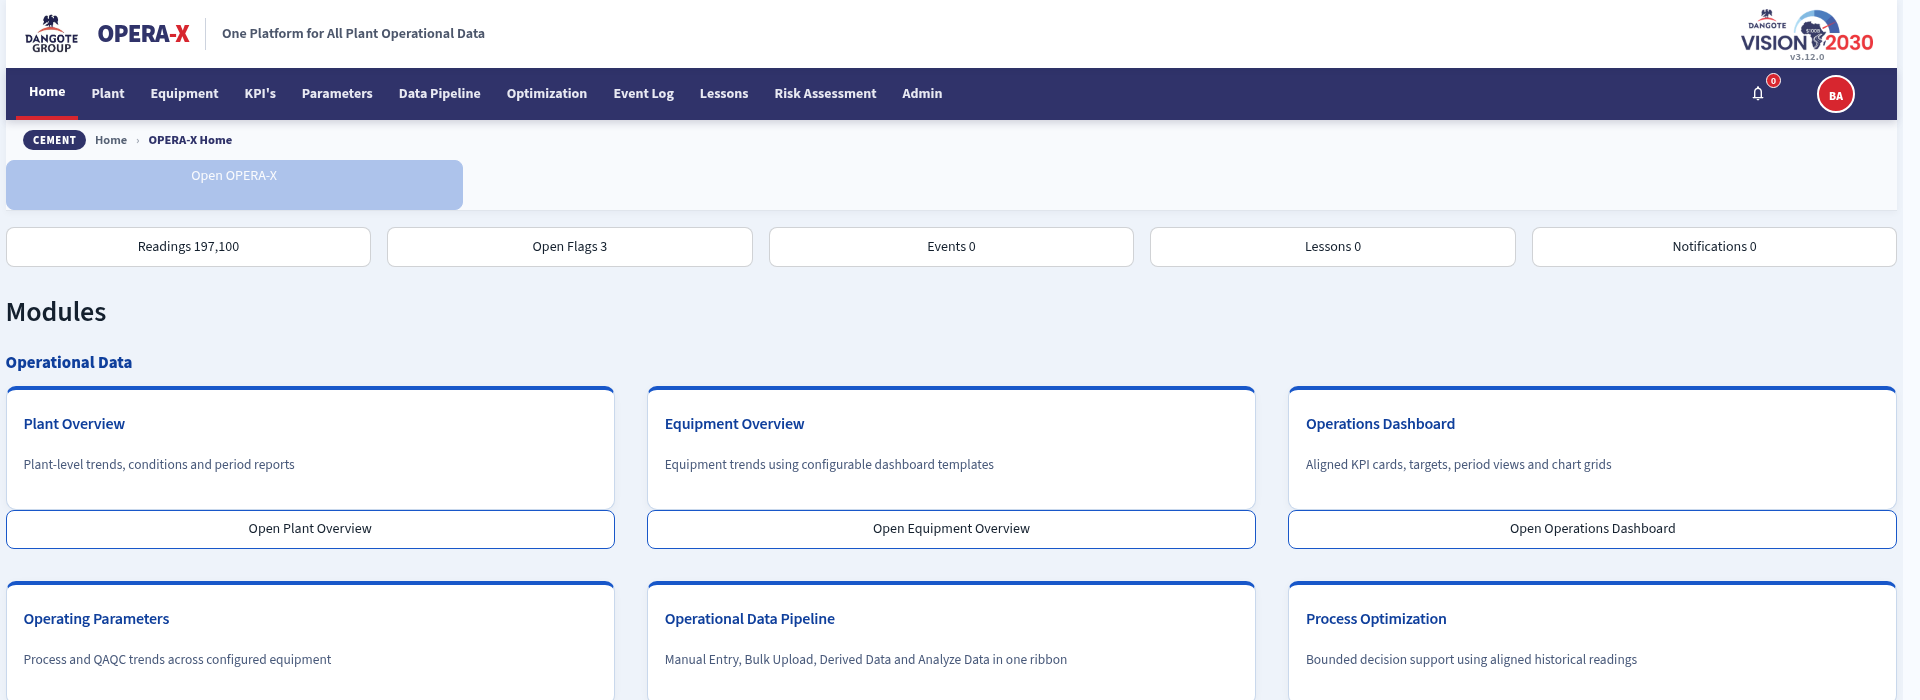 DANGOTE
GROUP
OPERA-X
One Platform for All Plant Operational Data
DANGOTE
$100B
VISION 2030
v3.12.0
Home Plant Equipment KPI's Parameters Data Pipeline Optimization Event Log Lessons Risk Assessment Admin
0
BA
CEMENT Home › OPERA-X Home
Open OPERA-X
Readings 197,100 Open Flags 3 Events 0 Lessons 0 Notifications 0
Modules
Operational Data
Plant Overview
Plant-level trends, conditions and period reports
Open Plant Overview
Equipment Overview
Equipment trends using configurable dashboard templates
Open Equipment Overview
Operations Dashboard
Aligned KPI cards, targets, period views and chart grids
Open Operations Dashboard
Operating Parameters
Process and QAQC trends across configured equipment
Operational Data Pipeline
Manual Entry, Bulk Upload, Derived Data and Analyze Data in one ribbon
Process Optimization
Bounded decision support using aligned historical readings